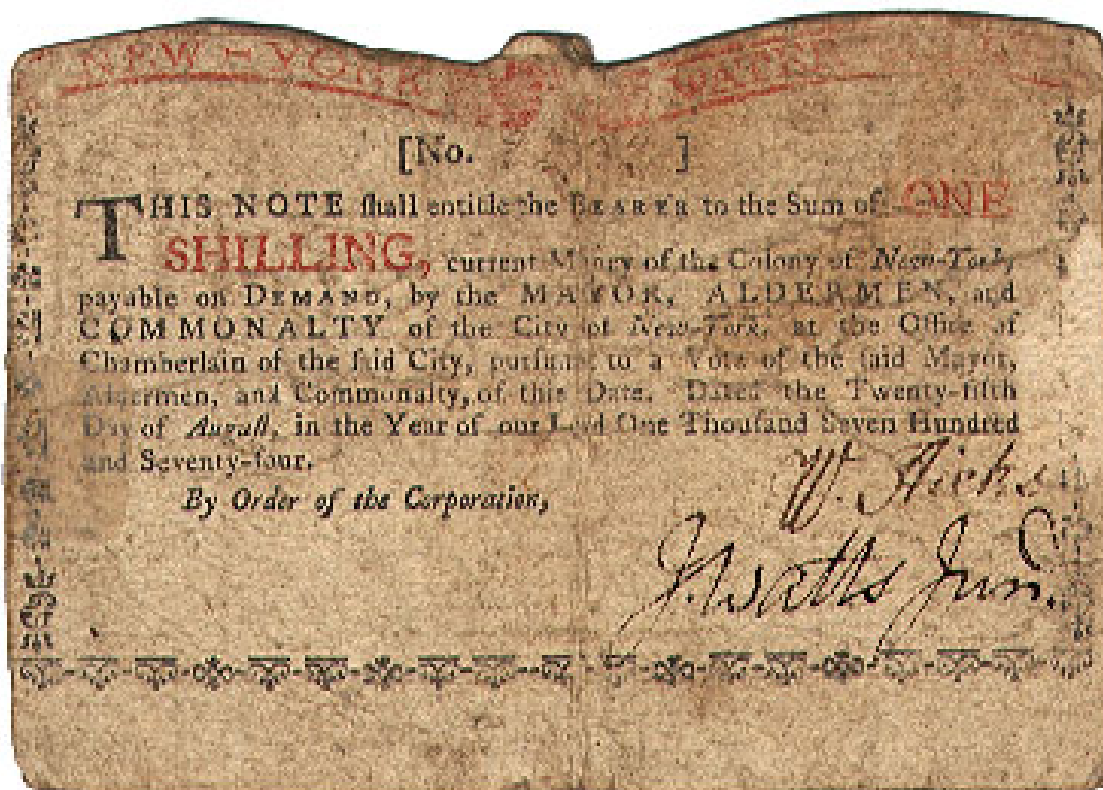 NEW-YORK WATER
[No. ]
THIS NOTE ſhall entitle the BEARER to the Sum of ONE
SHILLING, current Money of the Colony of New-York,
payable on DEMAND, by the MAYOR, ALDERMEN, and
COMMONALTY of the City of New-York, at the Office of
Chamberlain of the ſaid City, purſuant to a Vote of the ſaid Mayor,
Aldermen, and Commonalty, of this Date. Dated the Twenty-fifth
Day of Auguſt, in the Year of our Lord One Thouſand Seven Hundred
and Seventy-four.
By Order of the Corporation,
W. Hicks
J. Watts Jun.